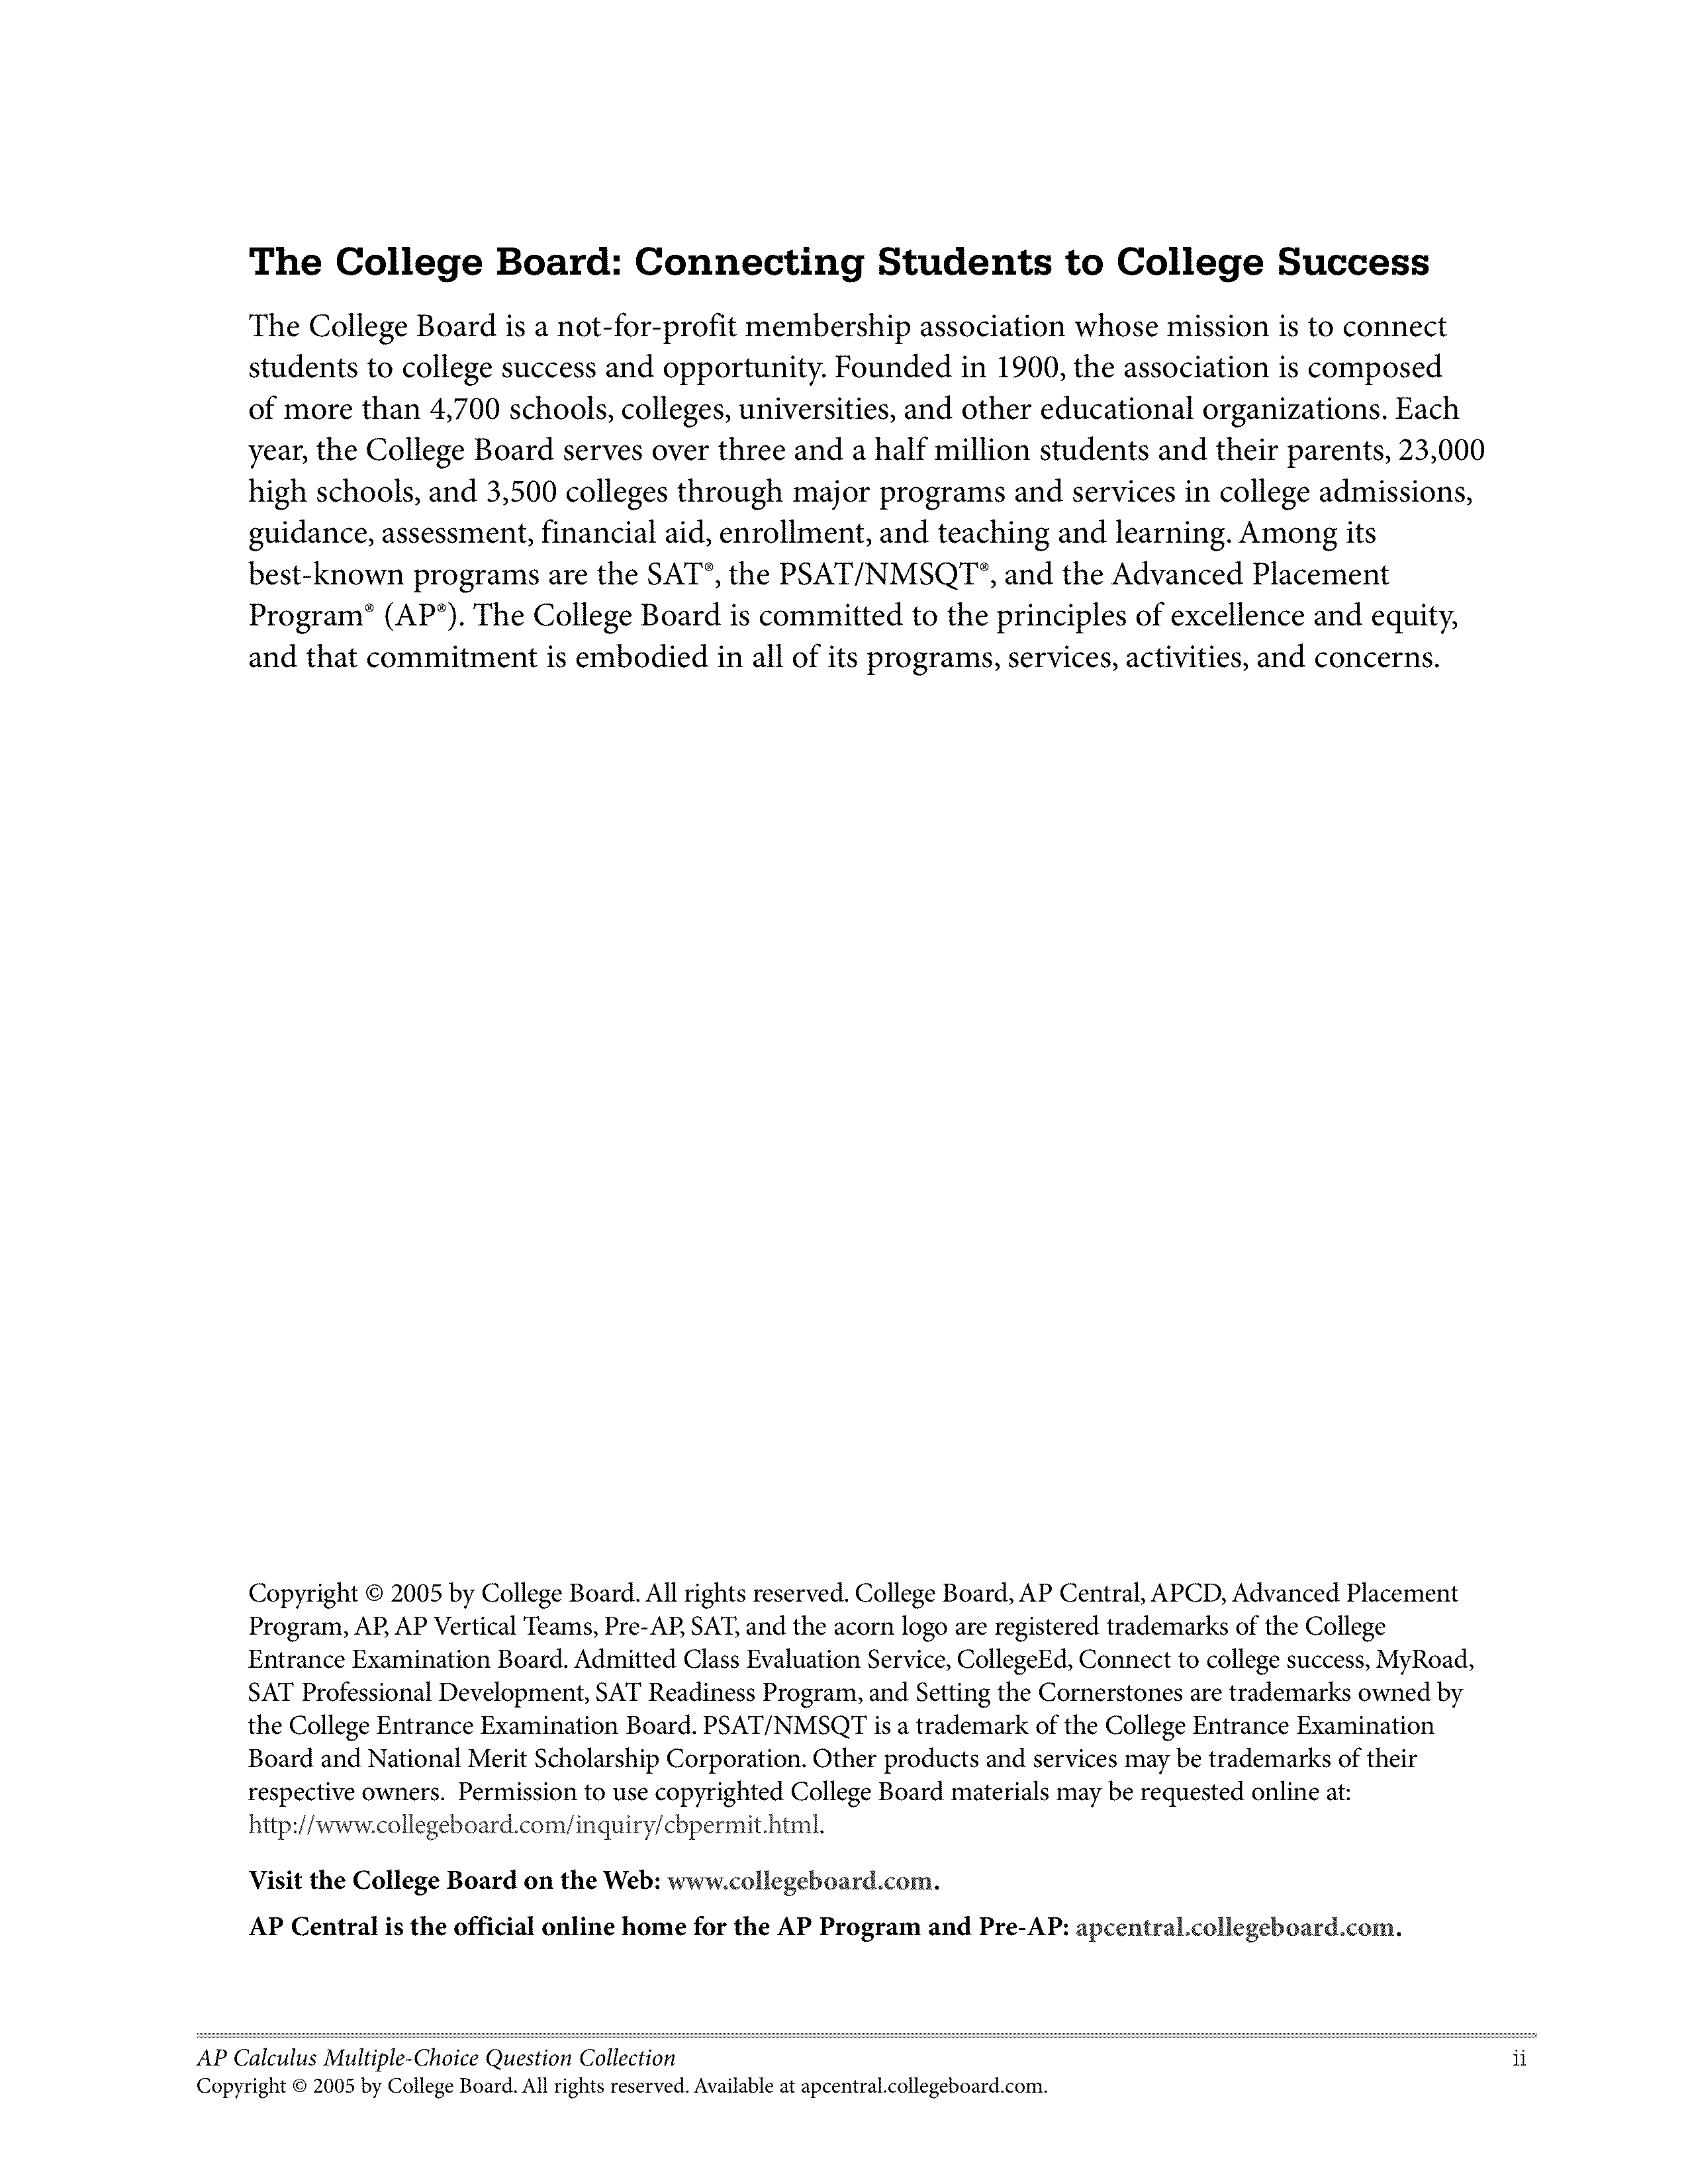 The College Board: Connecting Students to College Success
The College Board is a not-for-profit membership association whose mission is to connect
students to college success and opportunity. Founded in 1900, the association is composed
of more than 4,700 schools, colleges, universities, and other educational organizations. Each
year, the College Board serves over three and a half million students and their parents, 23,000
high schools, and 3,500 colleges through major programs and services in college admissions,
guidance, assessment, financial aid, enrollment, and teaching and learning. Among its
best-known programs are the SAT®, the PSAT/NMSQT®, and the Advanced Placement
Program® (AP®). The College Board is committed to the principles of excellence and equity,
and that commitment is embodied in all of its programs, services, activities, and concerns.
Copyright © 2005 by College Board. All rights reserved. College Board, AP Central, APCD, Advanced Placement
Program, AP, AP Vertical Teams, Pre-AP, SAT, and the acorn logo are registered trademarks of the College
Entrance Examination Board. Admitted Class Evaluation Service, CollegeEd, Connect to college success, MyRoad,
SAT Professional Development, SAT Readiness Program, and Setting the Cornerstones are trademarks owned by
the College Entrance Examination Board. PSAT/NMSQT is a trademark of the College Entrance Examination
Board and National Merit Scholarship Corporation. Other products and services may be trademarks of their
respective owners.  Permission to use copyrighted College Board materials may be requested online at:
http://www.collegeboard.com/inquiry/cbpermit.html.
Visit the College Board on the Web: www.collegeboard.com.
AP Central is the official online home for the AP Program and Pre-AP: apcentral.collegeboard.com.
AP Calculus Multiple-Choice Question Collection ii
Copyright © 2005 by College Board. All rights reserved. Available at apcentral.collegeboard.com.